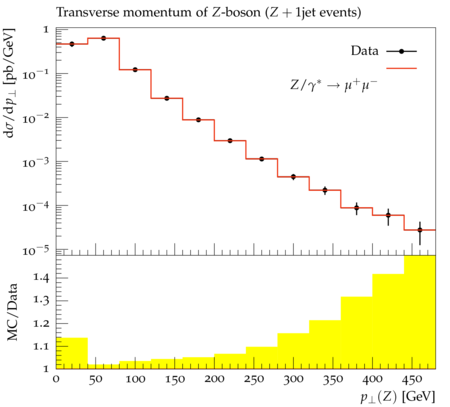 Transverse momentum of Z-boson (Z + 1jet events)
dσ/dp⊥ [pb/GeV]
1
10⁻¹
10⁻²
10⁻³
10⁻⁴
10⁻⁵
Data
Z/γ* → μ⁺μ⁻
MC/Data
1.4
1.3
1.2
1.1
1
0 50 100 150 200 250 300 350 400 450
p⊥(Z) [GeV]